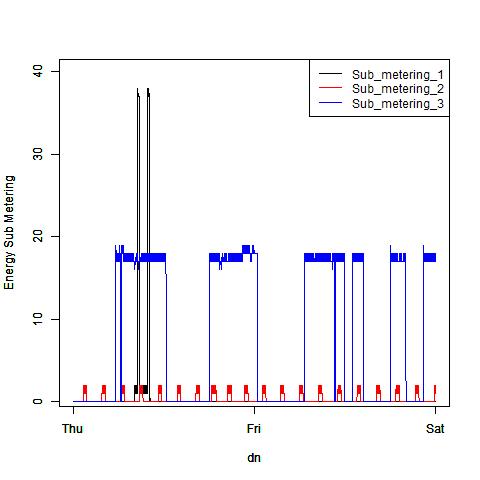 Sub_metering_1
Sub_metering_2
Sub_metering_3
Energy Sub Metering
40
30
20
10
0
Thu Fri Sat
dn